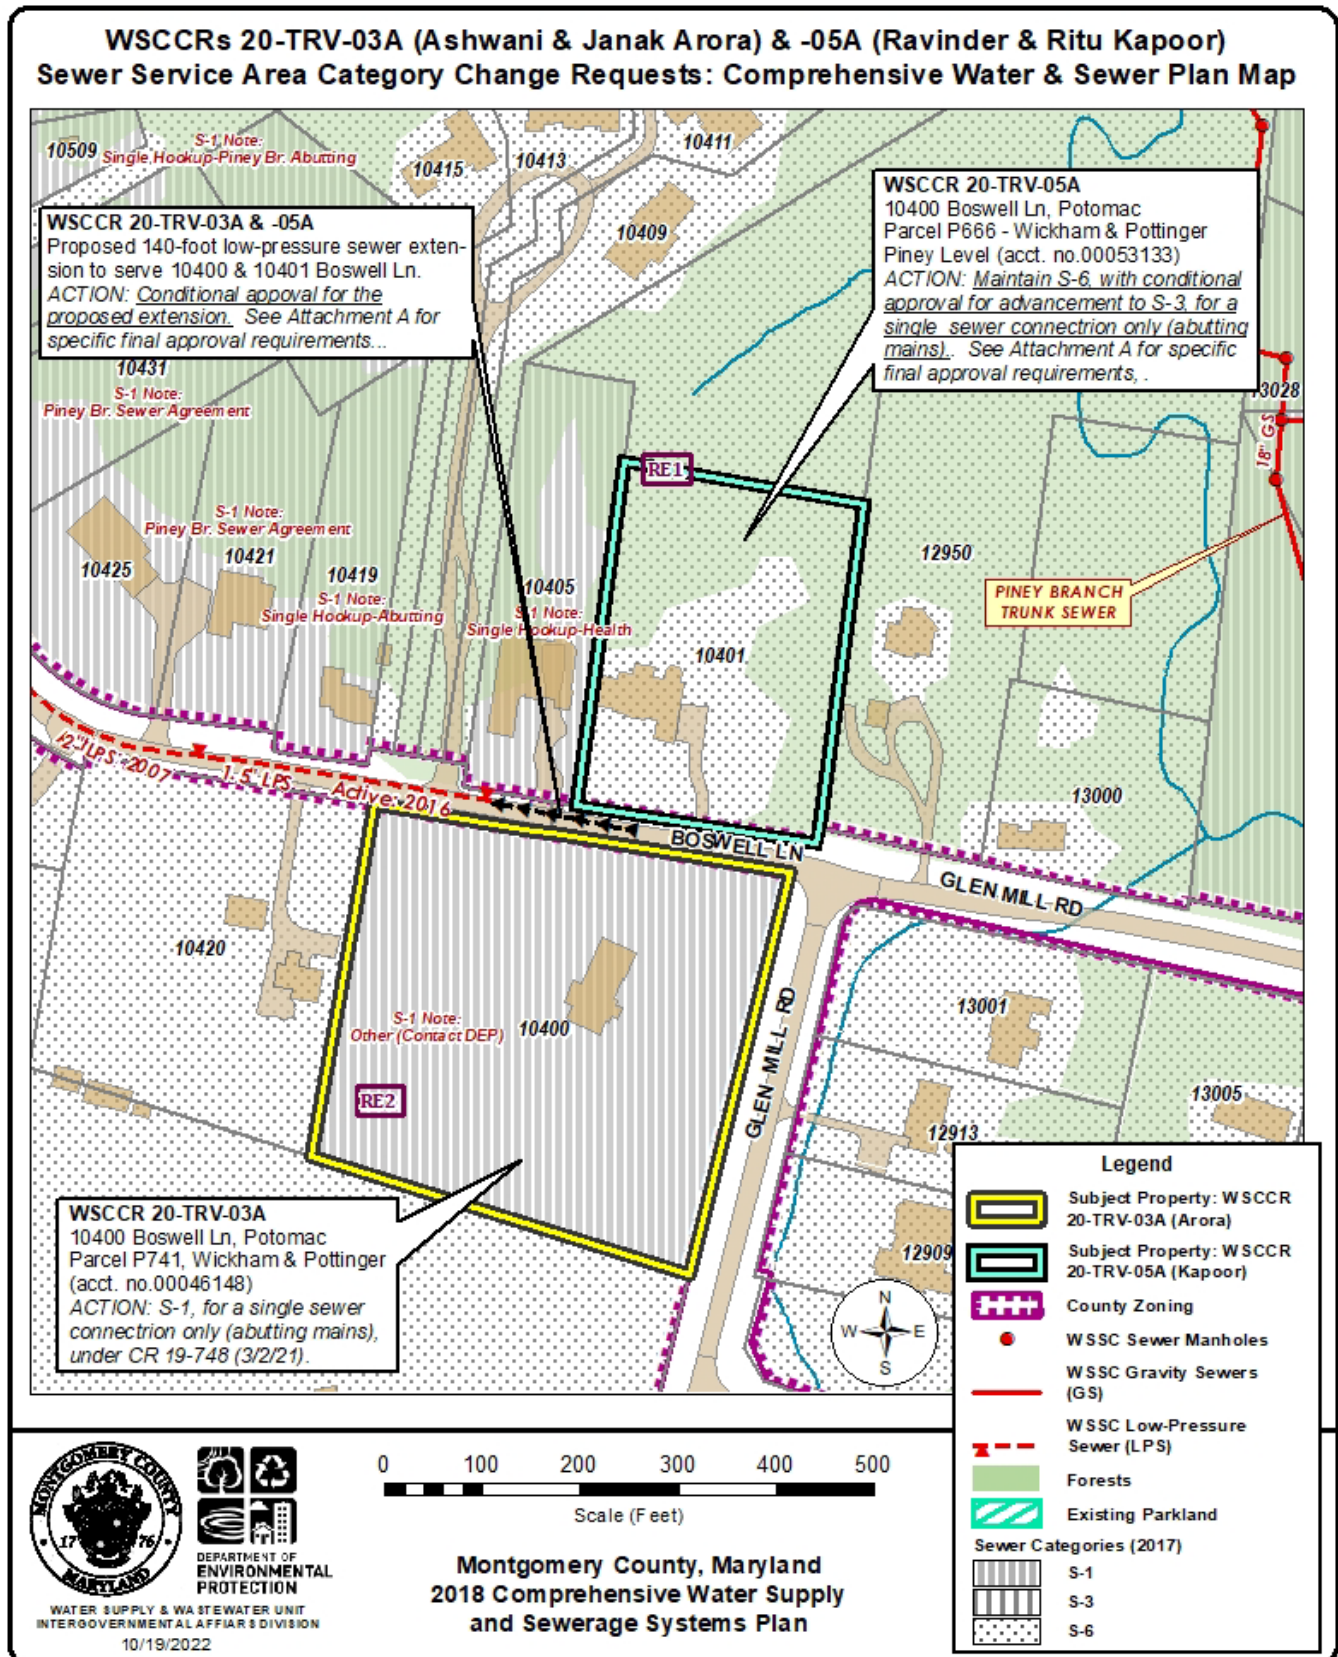 WSCCRs 20-TRV-03A (Ashwani & Janak Arora) & -05A (Ravinder & Ritu Kapoor)
Sewer Service Area Category Change Requests: Comprehensive Water & Sewer Plan Map
10509
S-1 Note:
Single Hookup-Piney Br. Abutting
10415
10413
10411
10409
WSCCR 20-TRV-03A & -05A
Proposed 140-foot low-pressure sewer exten-
sion to serve 10400 & 10401 Boswell Ln.
ACTION: Conditional appoval for the
proposed extension. See Attachment A for
specific final approval requirements...
WSCCR 20-TRV-05A
10400 Boswell Ln, Potomac
Parcel P666 - Wickham & Pottinger
Piney Level (acct. no.00053133)
ACTION: Maintain S-6, with conditional
approval for advancement to S-3, for a
single sewer connectrion only (abutting
mains).. See Attachment A for specific
final approval requirements, .
10431
S-1 Note:
Piney Br. Sewer Agreement
13028
18" GS
RE1
S-1 Note:
Piney Br. Sewer Agreement
10425
10421
10419
S-1 Note:
Single Hookup-Abutting
10405
S-1 Note:
Single Hookup-Health
10401
12950
PINEY BRANCH
TRUNK SEWER
2" LPS 2007
1.5" LPS
Active: 2016
BOSWELL LN
13000
GLEN MILL RD
10420
S-1 Note:
Other (Contact DEP)
10400
RE2
GLEN MILL RD
13001
13005
12913
12909
WSCCR 20-TRV-03A
10400 Boswell Ln, Potomac
Parcel P741, Wickham & Pottinger
(acct. no.00046148)
ACTION: S-1, for a single sewer
connectrion only (abutting mains),
under CR 19-748 (3/2/21).
N
W E
S
Legend
Subject Property: WSCCR
20-TRV-03A (Arora)
Subject Property: WSCCR
20-TRV-05A (Kapoor)
County Zoning
WSSC Sewer Manholes
WSSC Gravity Sewers
(GS)
WSSC Low-Pressure
Sewer (LPS)
Forests
Existing Parkland
Sewer Categories (2017)
S-1
S-3
S-6
MONTGOMERY COUNTY
17 76
MARYLAND
DEPARTMENT OF
ENVIRONMENTAL
PROTECTION
WATER SUPPLY & WASTEWATER UNIT
INTERGOVERNMENTAL AFFIARS DIVISION
10/19/2022
0 100 200 300 400 500
Scale (Feet)
Montgomery County, Maryland
2018 Comprehensive Water Supply
and Sewerage Systems Plan